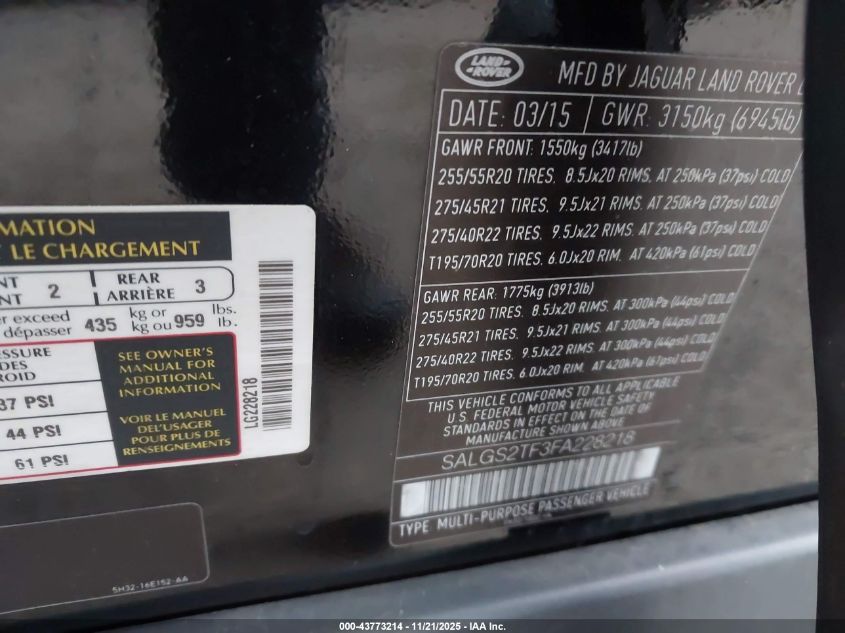 LAND
ROVER
MFD BY JAGUAR LAND ROVER
DATE: 03/15 GWR: 3150kg (6945lb)
GAWR FRONT: 1550kg (3417lb)
255/55R20 TIRES. 8.5Jx20 RIMS. AT 250kPa (37psi) COLD
275/45R21 TIRES. 9.5Jx21 RIMS. AT 250kPa (37psi) COLD
275/40R22 TIRES. 9.5Jx22 RIMS. AT 250kPa (37psi) COLD
T195/70R20 TIRES. 6.0Jx20 RIM. AT 420kPa (61psi) COLD
GAWR REAR: 1775kg (3913lb)
255/55R20 TIRES. 8.5Jx20 RIMS. AT 300kPa (44psi) COLD
275/45R21 TIRES. 9.5Jx21 RIMS. AT 300kPa (44psi) COLD
275/40R22 TIRES. 9.5Jx22 RIMS. AT 300kPa (44psi) COLD
T195/70R20 TIRES. 6.0Jx20 RIM. AT 420kPa (61psi) COLD
THIS VEHICLE CONFORMS TO ALL APPLICABLE
U.S. FEDERAL MOTOR VEHICLE SAFETY
STANDARDS IN EFFECT ON THE DATE OF
MANUFACTURE SHOWN ABOVE.
SALGS2TF3FA228218
TYPE: MULTI-PURPOSE PASSENGER VEHICLE
LE CHARGEMENT
2 REAR
ARRIÈRE 3
exceed
dépasser 435 kg or
kg ou 959 lbs.
lb.
SEE OWNER'S
MANUAL FOR
ADDITIONAL
INFORMATION
VOIR LE MANUEL
DE L'USAGER
POUR PLUS DE
RENSEIGNEMENTS
37 PSI
44 PSI
61 PSI
LG228218
5H32-16E152-AA
000-43773214 - 11/21/2025 - IAA Inc.